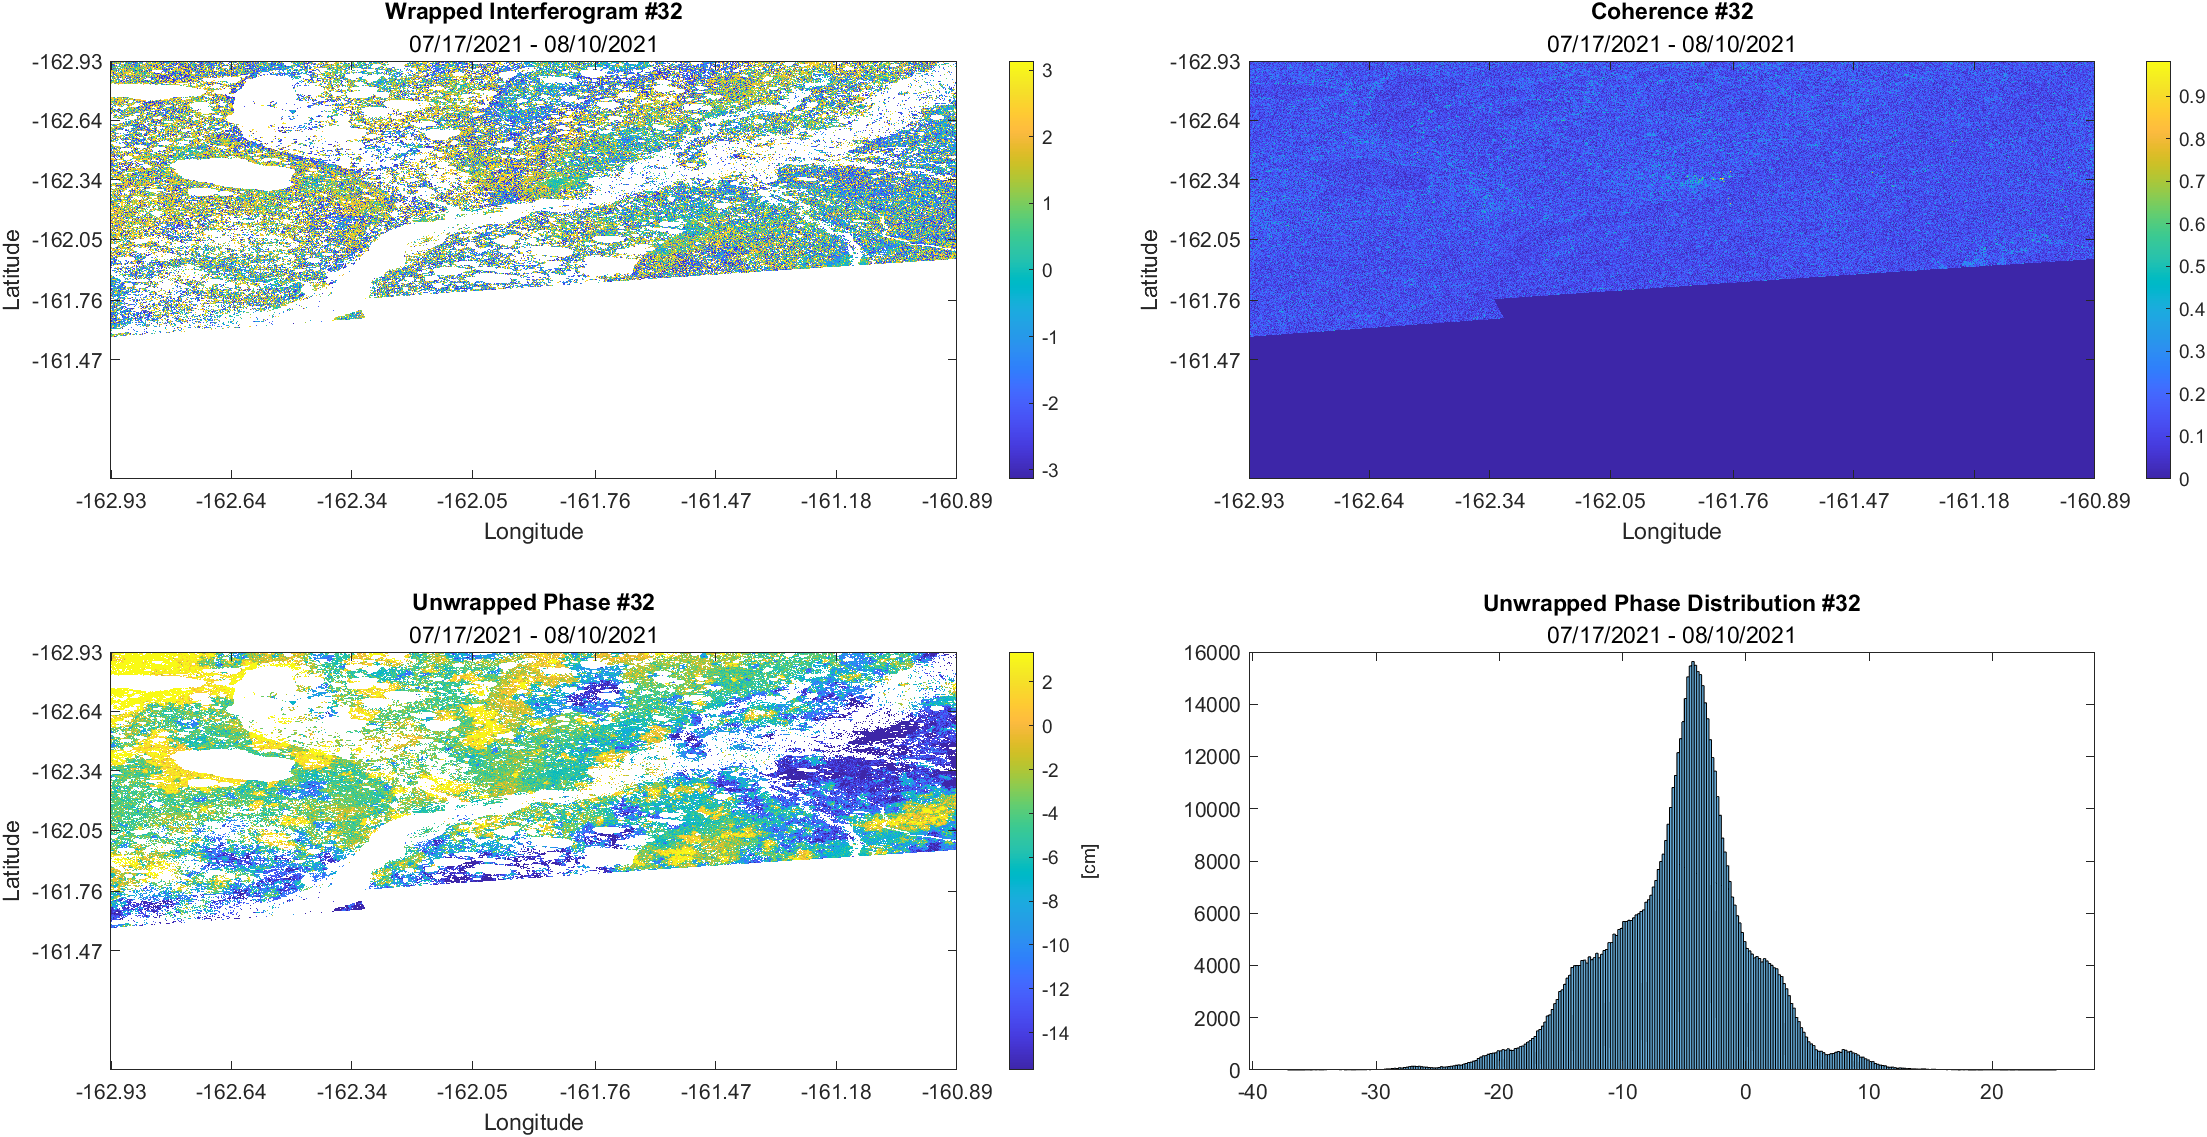 Wrapped Interferogram #32
07/17/2021 - 08/10/2021
-162.93
-162.64
-162.34
-162.05
-161.76
-161.47
Latitude
-162.93 -162.64 -162.34 -162.05 -161.76 -161.47 -161.18 -160.89
Longitude
3
2
1
0
-1
-2
-3
Coherence #32
07/17/2021 - 08/10/2021
-162.93
-162.64
-162.34
-162.05
-161.76
-161.47
Latitude
-162.93 -162.64 -162.34 -162.05 -161.76 -161.47 -161.18 -160.89
Longitude
0.9
0.8
0.7
0.6
0.5
0.4
0.3
0.2
0.1
0
Unwrapped Phase #32
07/17/2021 - 08/10/2021
-162.93
-162.64
-162.34
-162.05
-161.76
-161.47
Latitude
-162.93 -162.64 -162.34 -162.05 -161.76 -161.47 -161.18 -160.89
Longitude
2
0
-2
-4
-6
-8
-10
-12
-14
[cm]
Unwrapped Phase Distribution #32
07/17/2021 - 08/10/2021
16000
14000
12000
10000
8000
6000
4000
2000
0
-40 -30 -20 -10 0 10 20